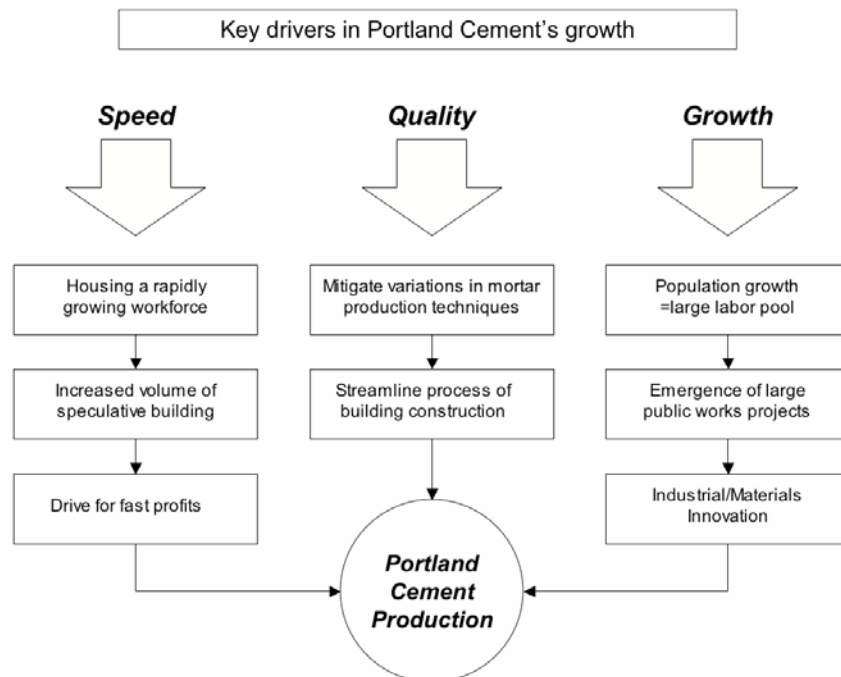 Key drivers in Portland Cement's growth
Speed
Quality
Growth
Housing a rapidly
growing workforce
Mitigate variations in mortar
production techniques
Population growth
=large labor pool
Increased volume of
speculative building
Streamline process of
building construction
Emergence of large
public works projects
Drive for fast profits
Industrial/Materials
Innovation
Portland
Cement
Production